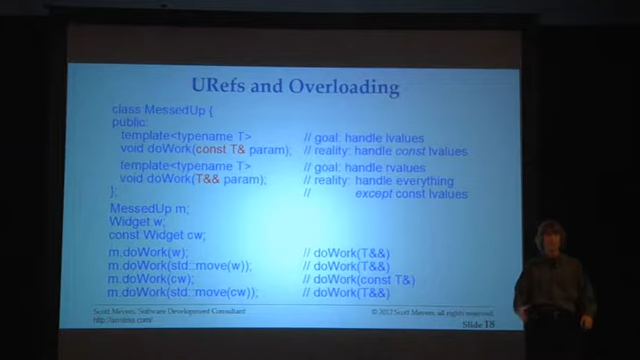 URefs and Overloading
class MessedUp {
public:
template<typename T> // goal: handle lvalues
void doWork(const T& param); // reality: handle const lvalues
template<typename T> // goal: handle rvalues
void doWork(T&& param); // reality: handle everything
}; // except const lvalues
MessedUp m;
Widget w;
const Widget cw;
m.doWork(w); // doWork(T&&)
m.doWork(std::move(w)); // doWork(T&&)
m.doWork(cw); // doWork(const T&)
m.doWork(std::move(cw)); // doWork(T&&)
Scott Meyers, Software Development Consultant © 2012 Scott Meyers, all rights reserved.
Slide 18